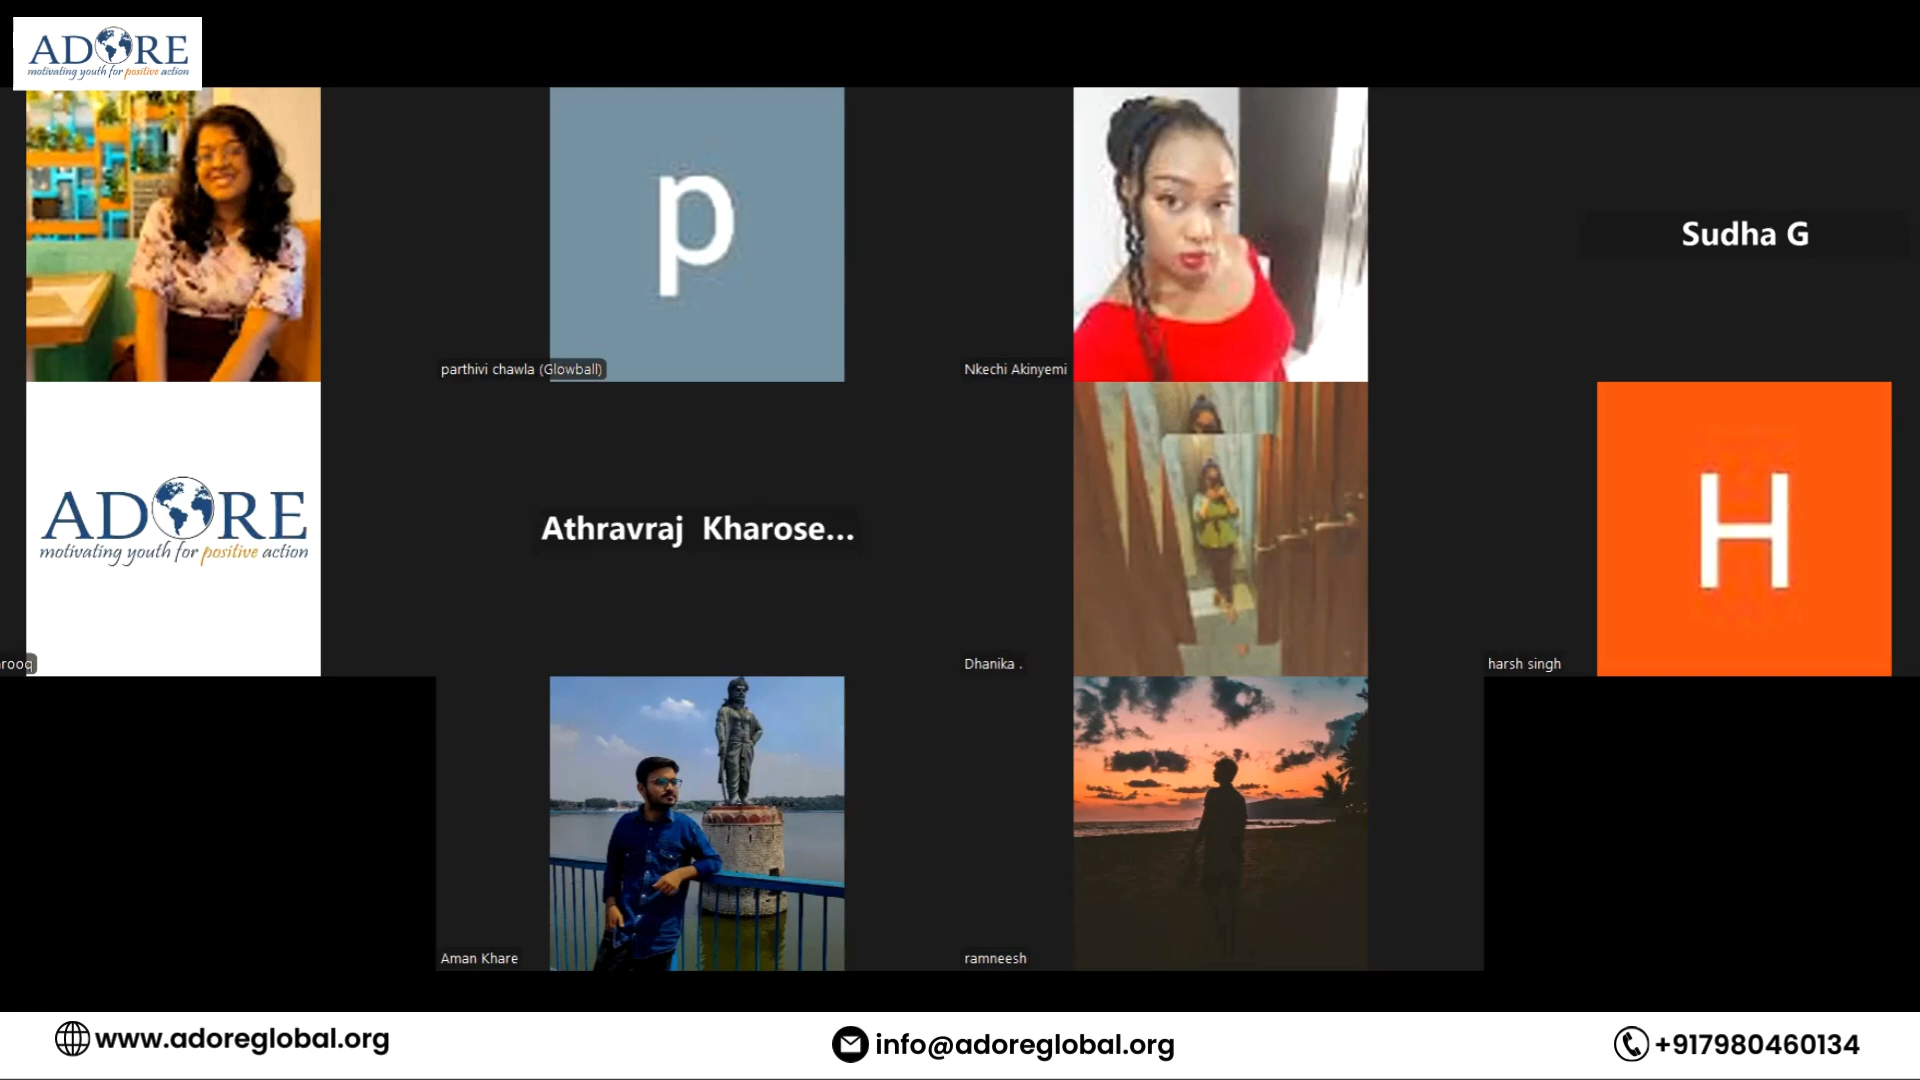 ADORE
motivating youth for positive action
p
parthivi chawla (Glowball)
Nkechi Akinyemi
Sudha G
ADORE
motivating youth for positive action
rooq
Athravraj Kharose...
Dhanika .
H
harsh singh
Aman Khare
ramneesh
www.adoreglobal.org
info@adoreglobal.org
+917980460134